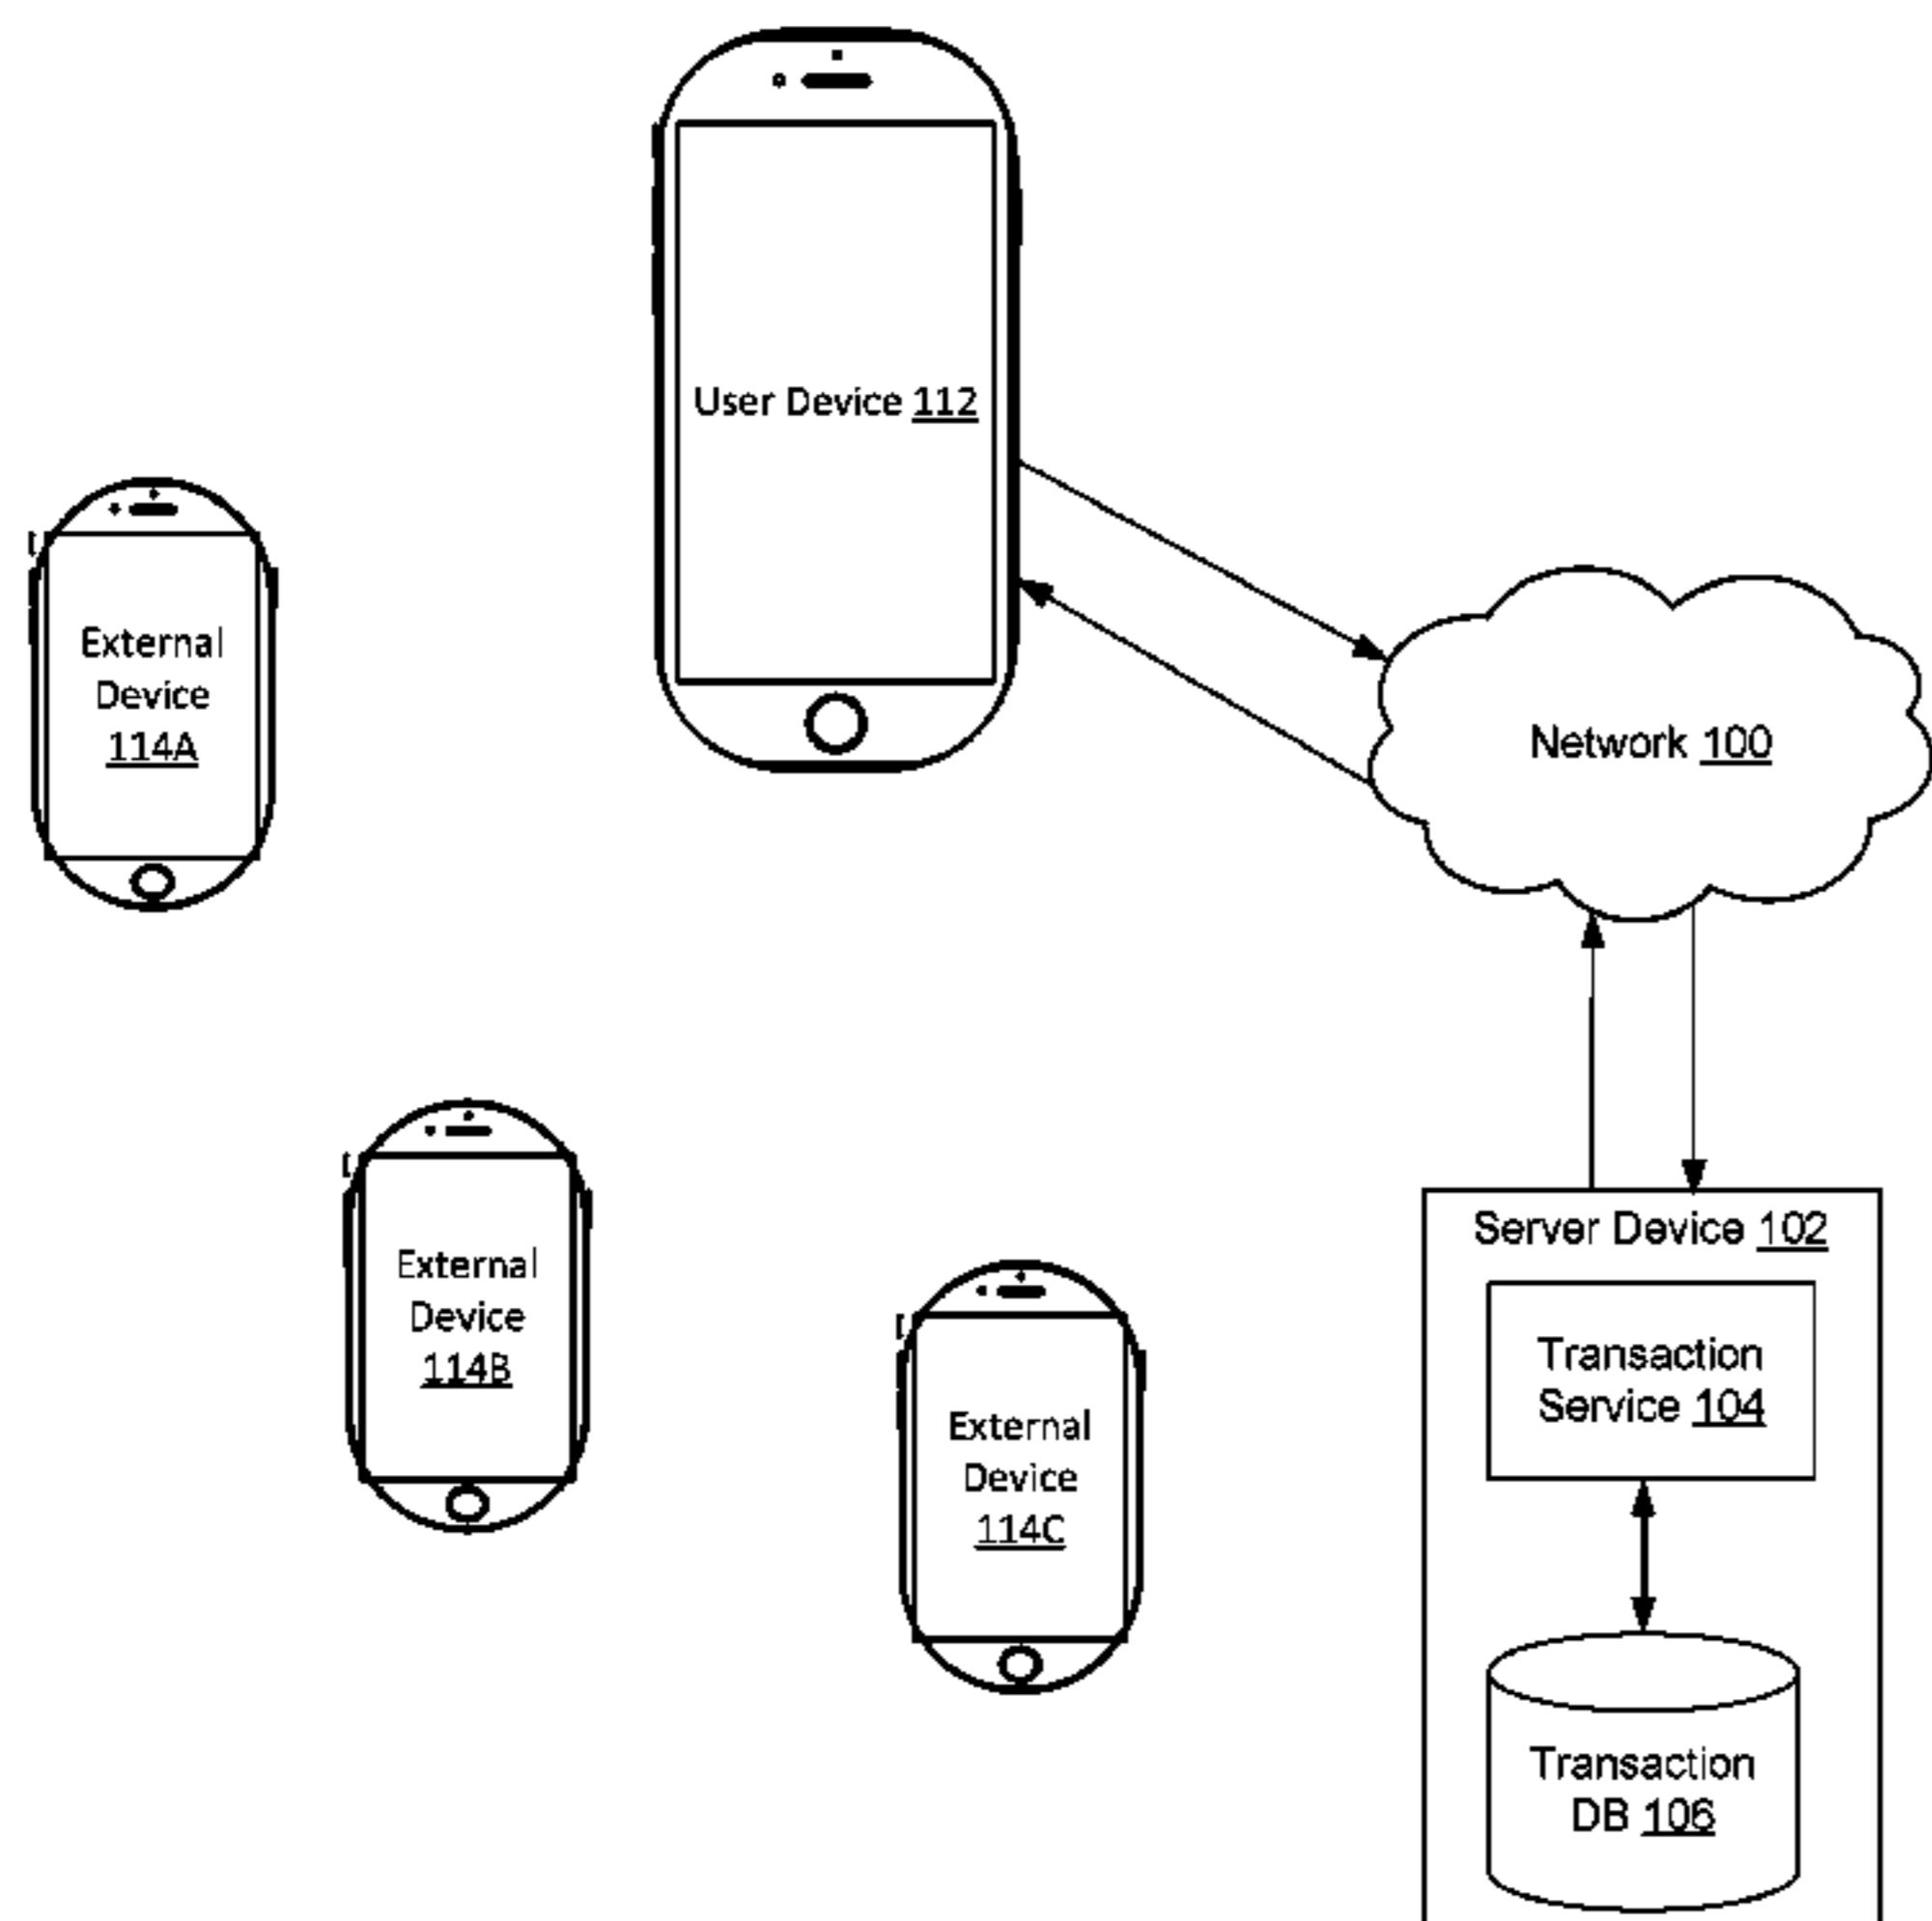 User Device 112
External
Device
114A
Network 100
External
Device
114B
External
Device
114C
Server Device 102
Transaction
Service 104
Transaction
DB 106